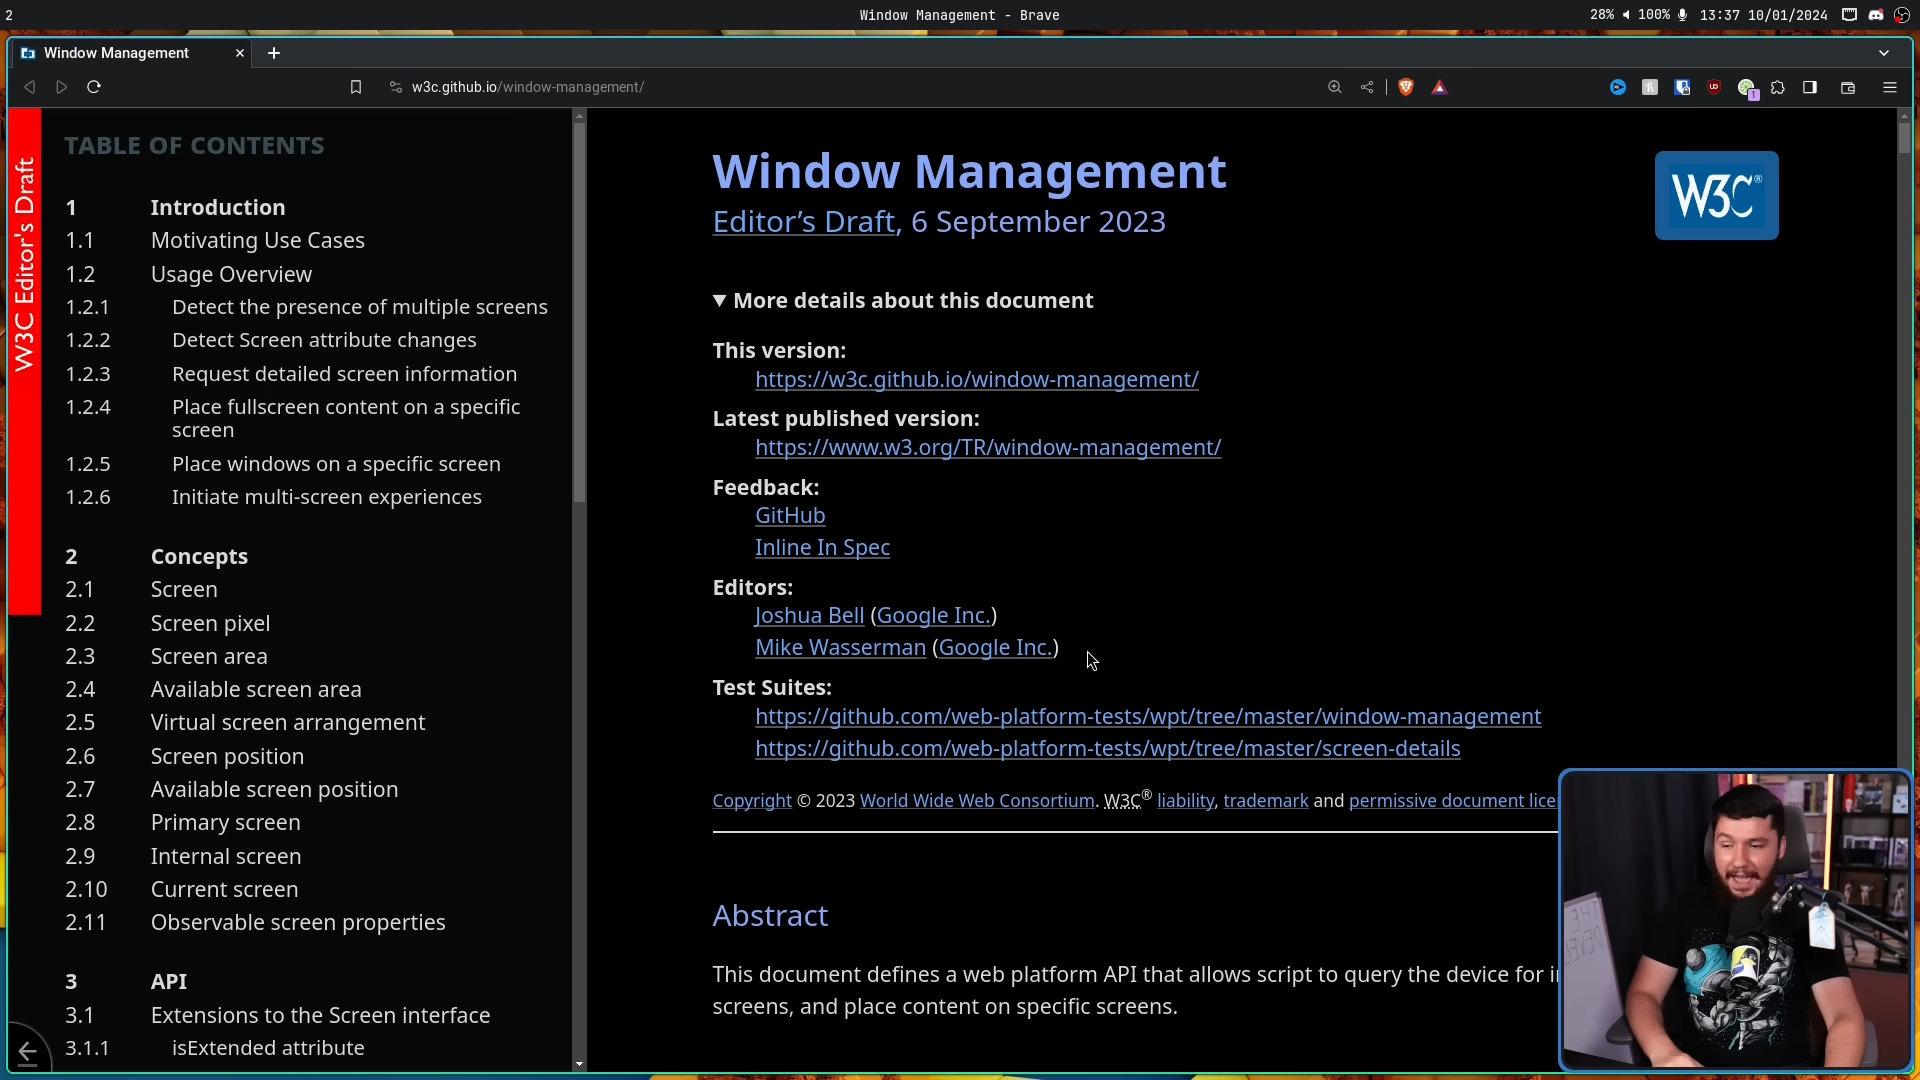 2
Window Management - Brave
28% 100% 13:37 10/01/2024
Window Management
w3c.github.io/window-management/
1
W3C Editor's Draft
TABLE OF CONTENTS
1 Introduction
1.1 Motivating Use Cases
1.2 Usage Overview
1.2.1 Detect the presence of multiple screens
1.2.2 Detect Screen attribute changes
1.2.3 Request detailed screen information
1.2.4 Place fullscreen content on a specific
screen
1.2.5 Place windows on a specific screen
1.2.6 Initiate multi-screen experiences
2 Concepts
2.1 Screen
2.2 Screen pixel
2.3 Screen area
2.4 Available screen area
2.5 Virtual screen arrangement
2.6 Screen position
2.7 Available screen position
2.8 Primary screen
2.9 Internal screen
2.10 Current screen
2.11 Observable screen properties
3 API
3.1 Extensions to the Screen interface
3.1.1 isExtended attribute
Window Management
Editor’s Draft, 6 September 2023
W3C®
▼ More details about this document
This version:
https://w3c.github.io/window-management/
Latest published version:
https://www.w3.org/TR/window-management/
Feedback:
GitHub
Inline In Spec
Editors:
Joshua Bell (Google Inc.)
Mike Wasserman (Google Inc.)
Test Suites:
https://github.com/web-platform-tests/wpt/tree/master/window-management
https://github.com/web-platform-tests/wpt/tree/master/screen-details
Copyright © 2023 World Wide Web Consortium. W3C® liability, trademark and permissive document lice
Abstract
This document defines a web platform API that allows script to query the device for
screens, and place content on specific screens.